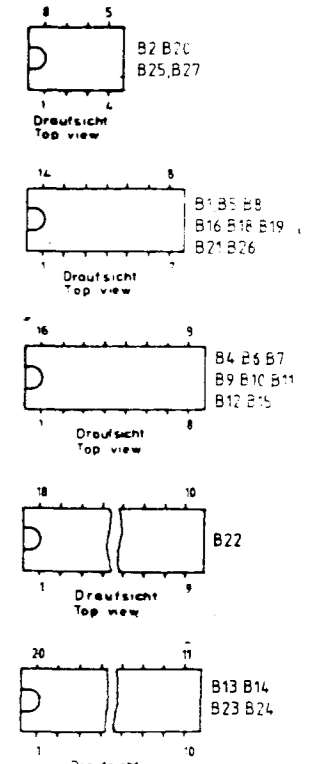 8 5
B2 B20
B25,B27
1 4
Draufsicht
Top view
14 8
B1,B5 B8
B16 B18 B19
B21 B26
1 7
Draufsicht
Top view
16 9
B4 B6 B7
B9 B10 B11
B12 B15
1 8
Draufsicht
Top view
18 10
B22
1 9
Draufsicht
Top view
20 11
B13 B14
B23 B24
1 10